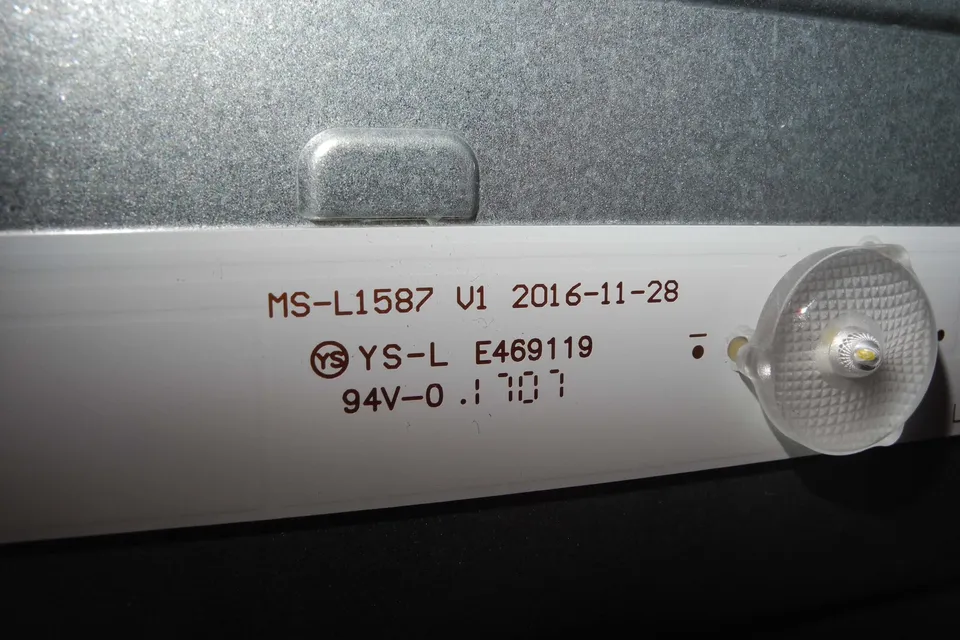 MS-L1587 V1 2016-11-28
YS YS-L E469119
94V-0 .1707